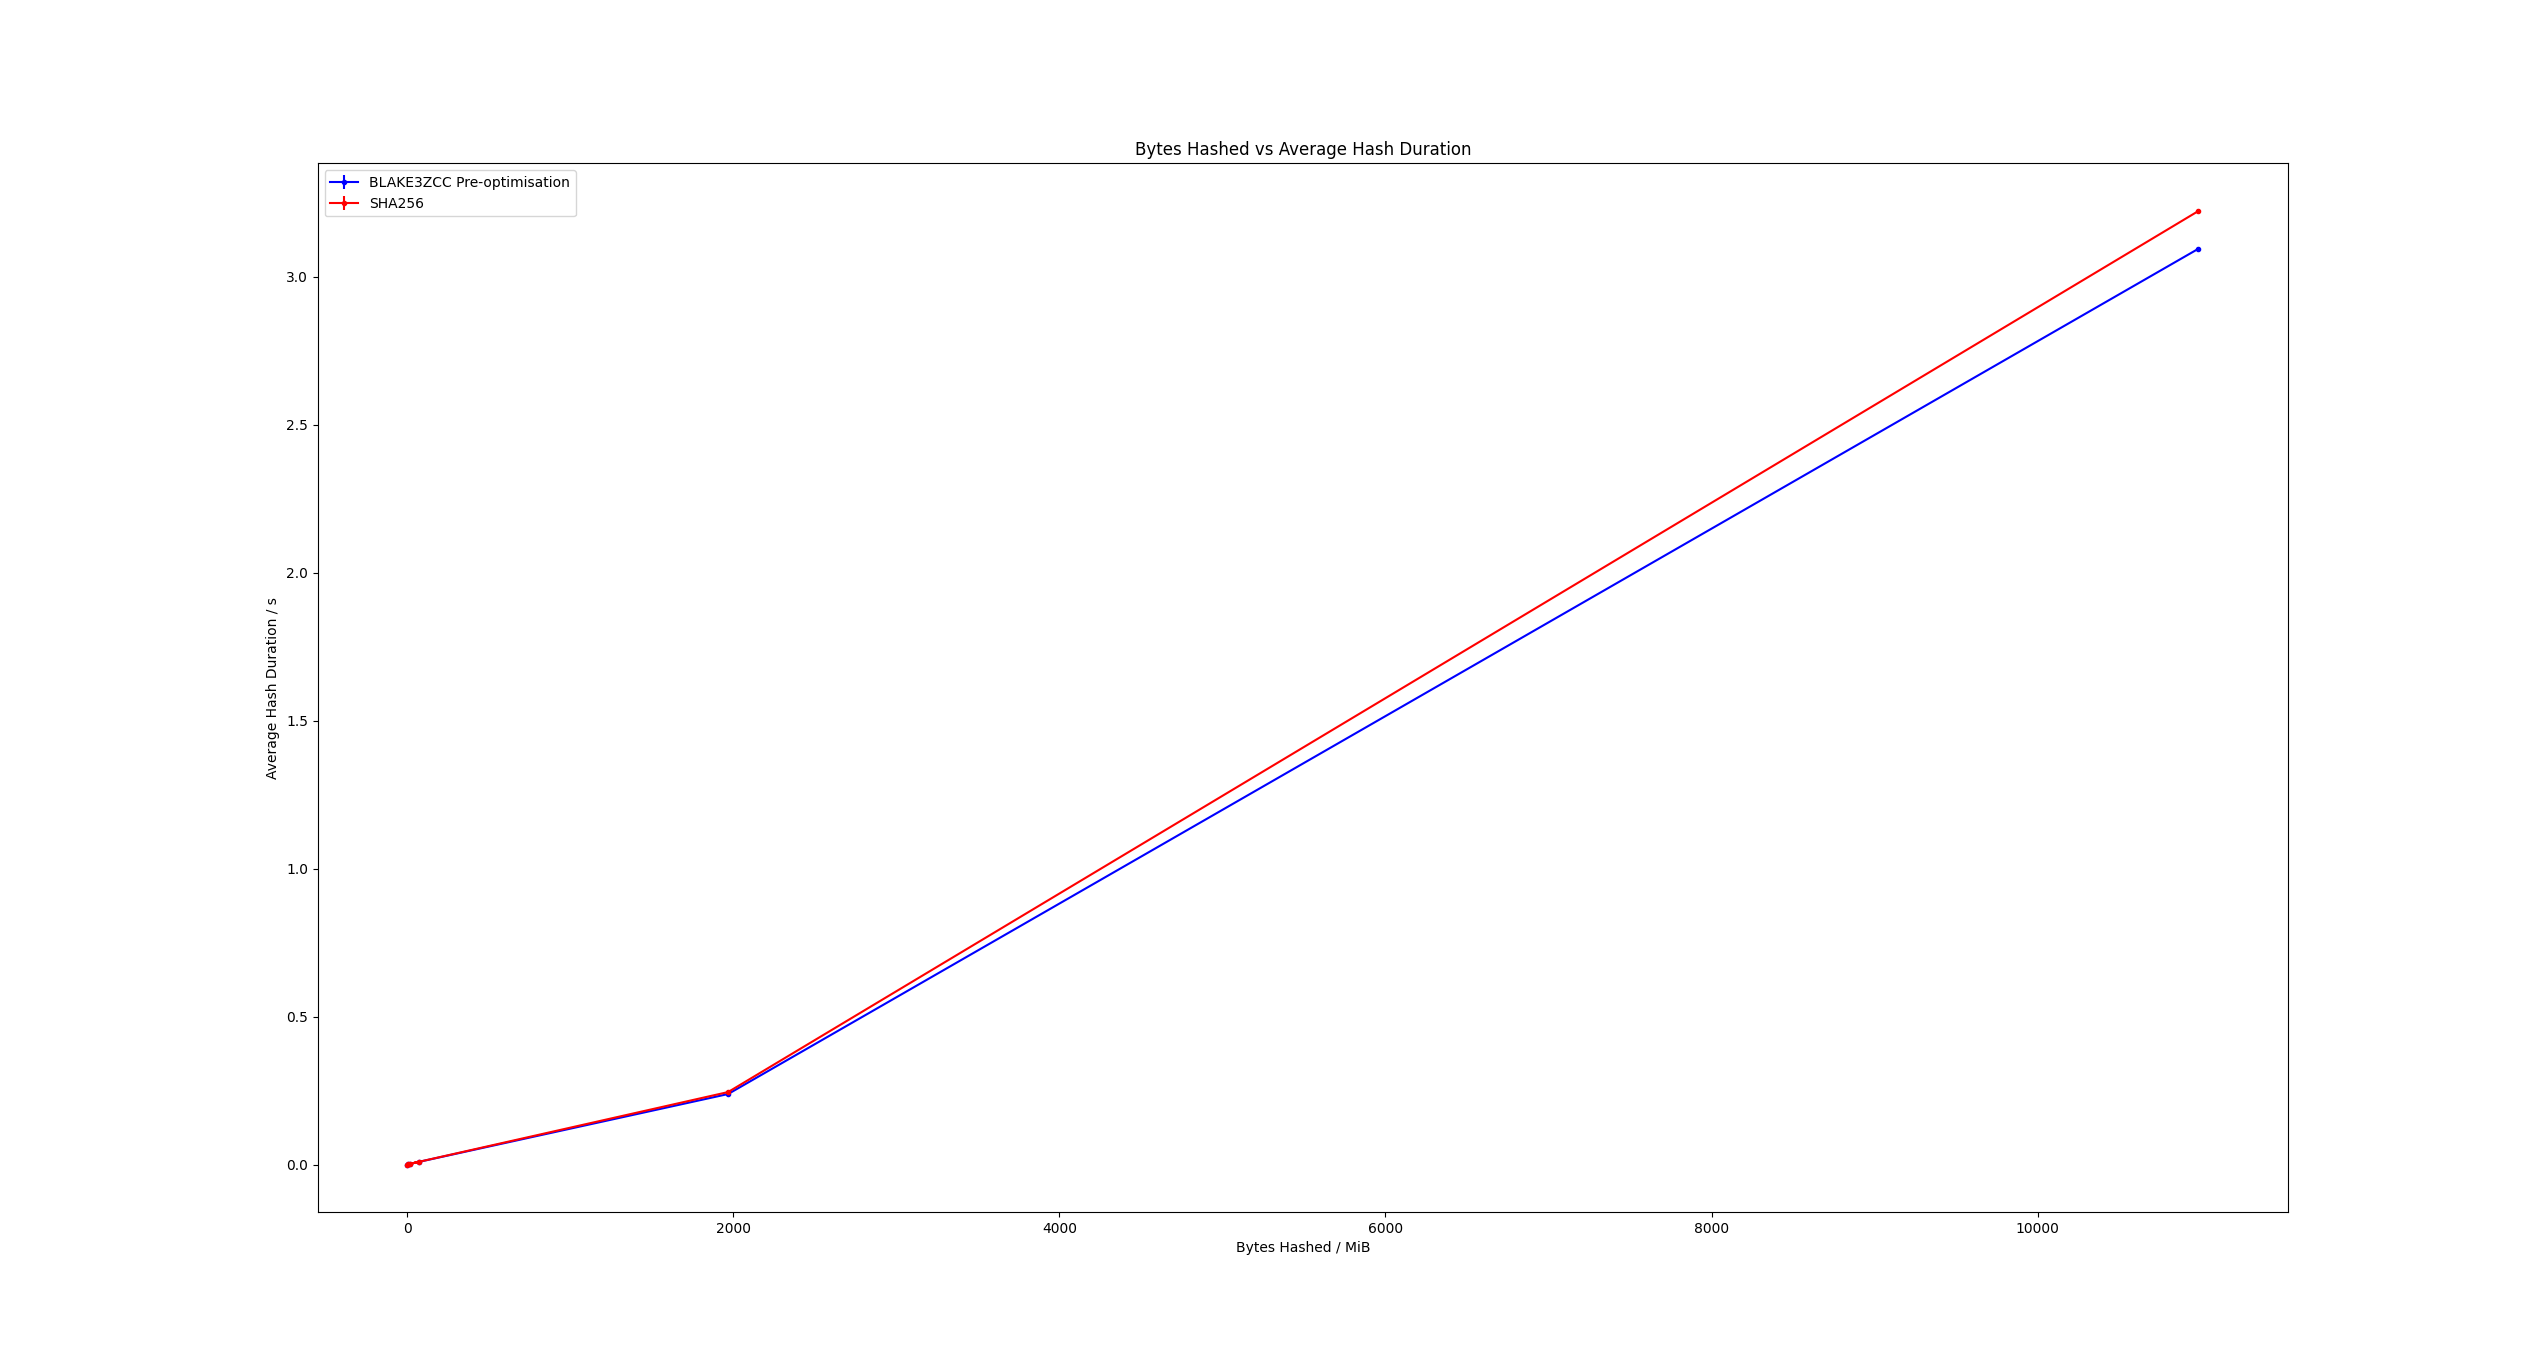 Bytes Hashed vs Average Hash Duration
BLAKE3ZCC Pre-optimisation
SHA256
3.0
2.5
2.0
1.5
1.0
0.5
0.0
Average Hash Duration / s
0 2000 4000 6000 8000 10000
Bytes Hashed / MiB